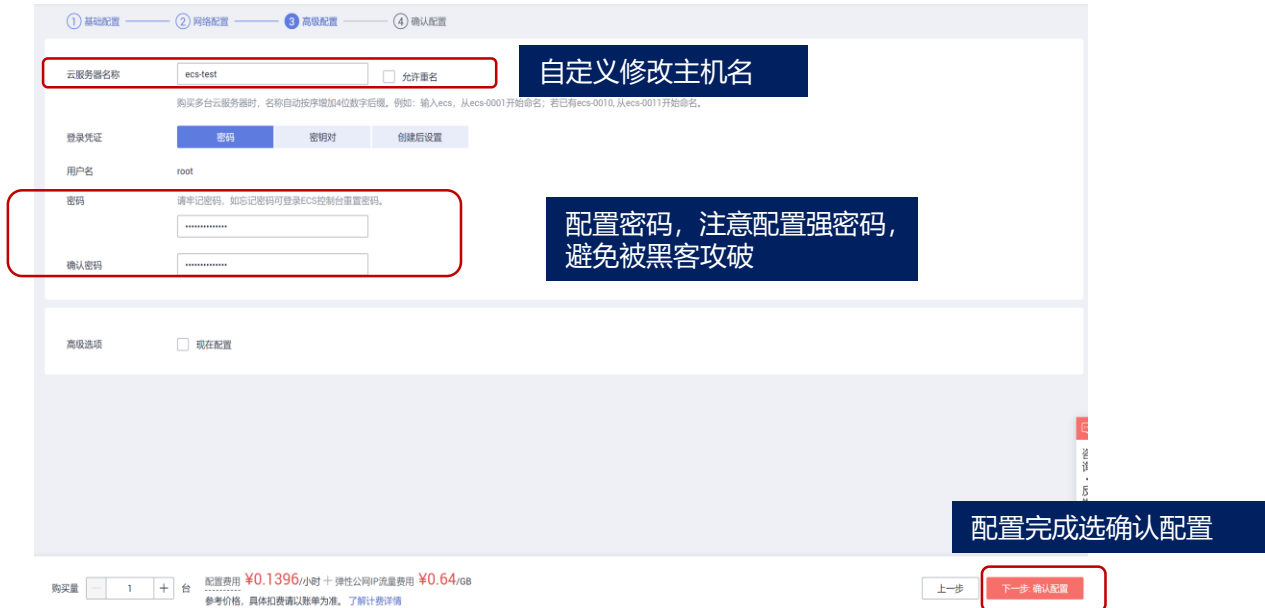 1 基础配置 2 网络配置 3 高级配置 4 确认配置
云服务器名称 ecs-test 允许重名
自定义修改主机名
购买多台云服务器时，名称自动按序增加4位数字后缀。例如：输入ecs，从ecs-0001开始命名；若已有ecs-0010,从ecs-0011开始命名。
登录凭证 密码 密钥对 创建后设置
用户名 root
密码 请牢记密码，如忘记密码可登录ECS控制台重置密码。
••••••••••••••
配置密码，注意配置强密码，
避免被黑客攻破
确认密码 ••••••••••••••
高级选项 现在配置
咨
询
·
反
配置完成选确认配置
购买量 − 1 + 台 配置费用 ¥0.1396/小时 + 弹性公网IP流量费用 ¥0.64/GB
参考价格，具体扣费请以账单为准。 了解计费详情
上一步 下一步: 确认配置